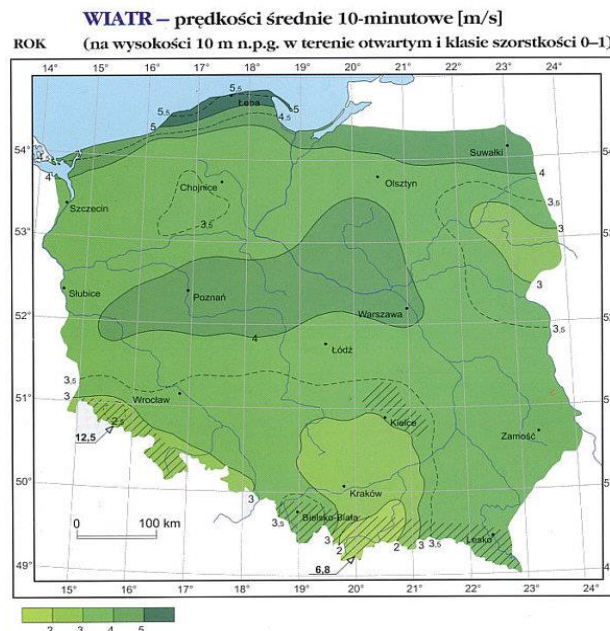 WIATR – prędkości średnie 10-minutowe [m/s]
ROK (na wysokości 10 m n.p.g. w terenie otwartym i klasie szorstkości 0–1)
14° 15° 16° 17° 18° 19° 20° 21° 22° 23° 24°
5,5
Łeba
5
5,5
4,5
5
54°
4,5
4
Suwałki
4
Chojnice
Olsztyn
3,5
Szczecin
3,5
53°
3
3
Słubice
Poznań
Warszawa
3,5
52°
4
Łódź
3,5
51°
3
Wrocław
2,5
Kielce
12,5
Zamość
50°
Kraków
3
0 100 km
3,5
Bielsko-Biała
3
2
2
3
3,5
Lesko
49°
6,8
15° 16° 17° 18° 19° 20° 21° 22° 23°
2 3 4 5